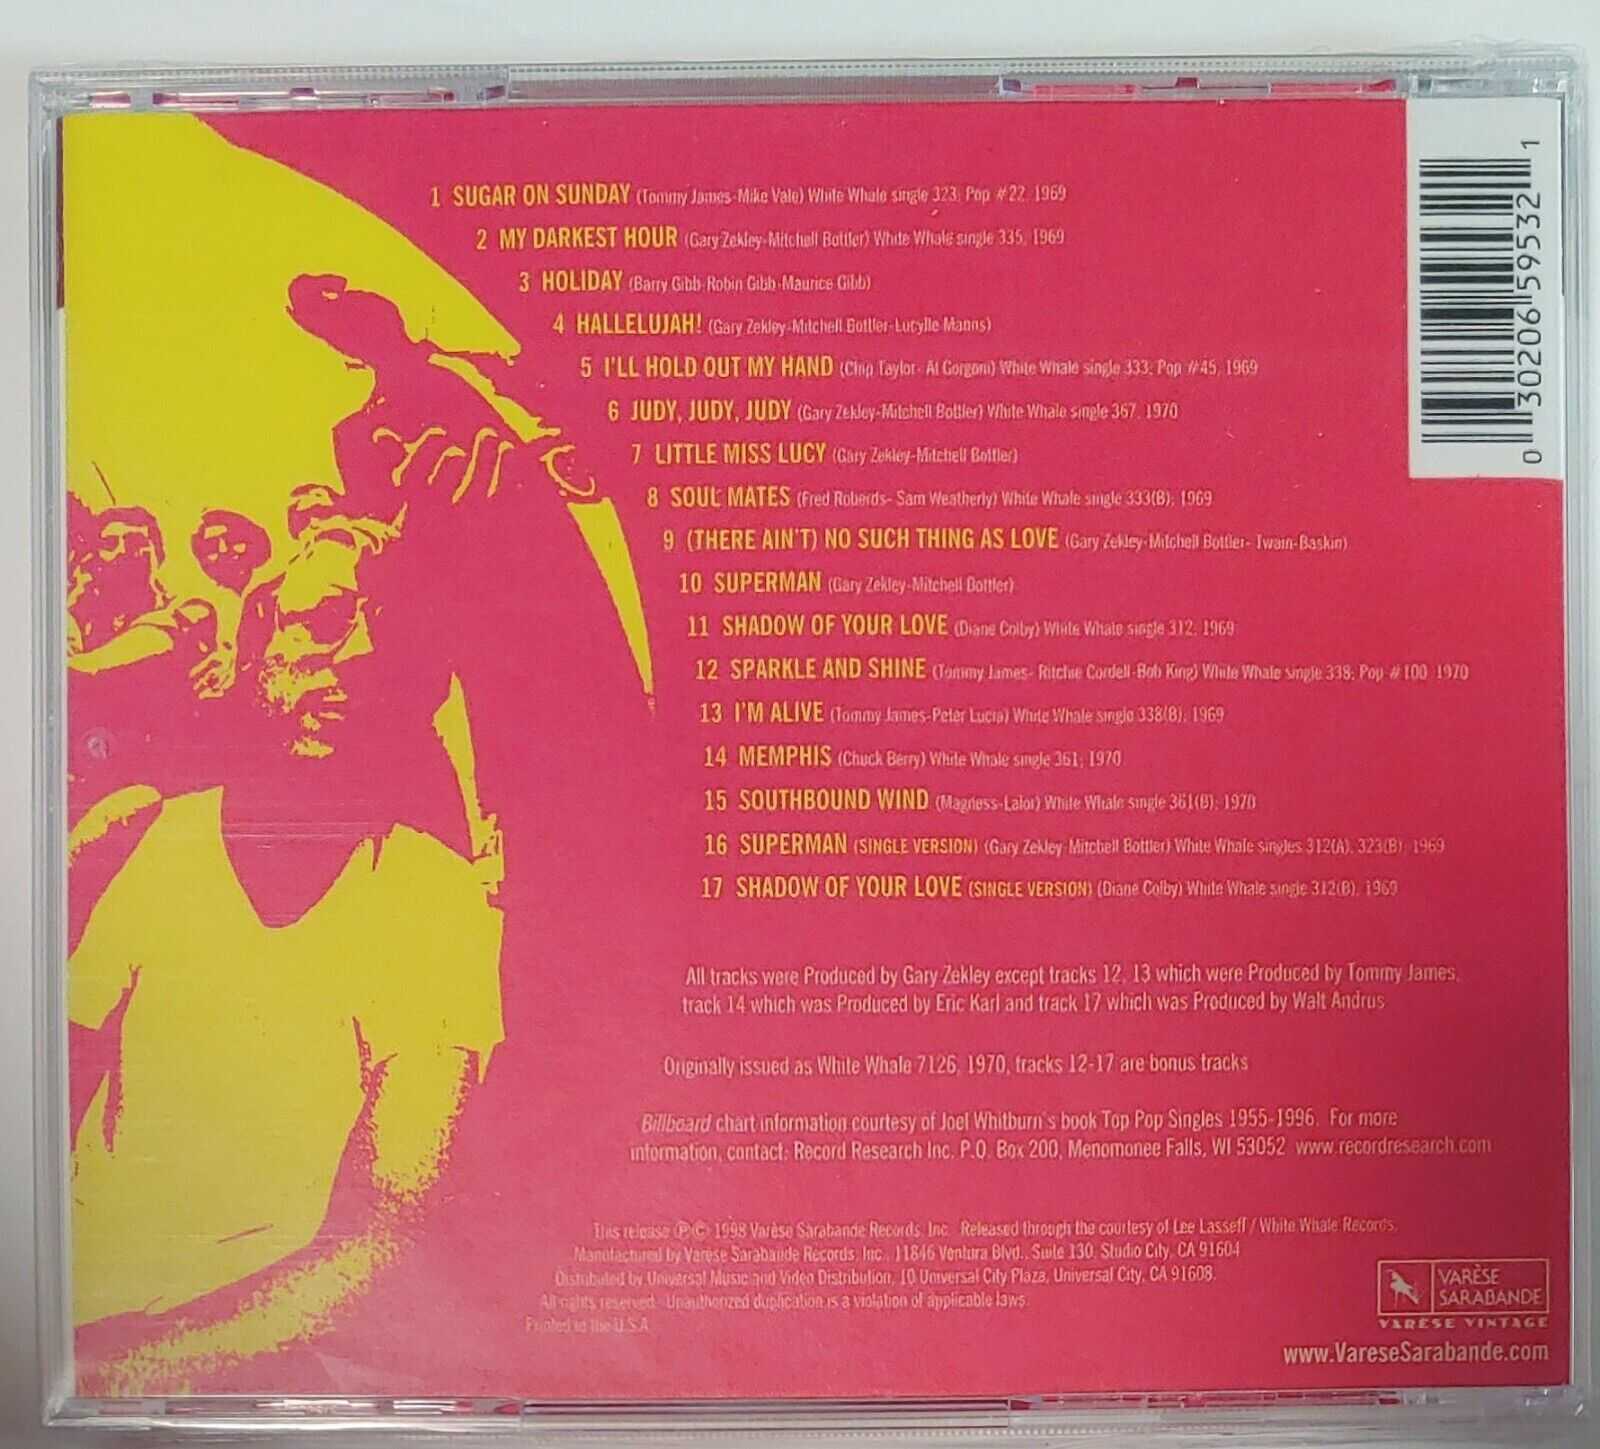 1 SUGAR ON SUNDAY (Tommy James-Mike Vale) White Whale single 323; Pop #22, 1969
2 MY DARKEST HOUR (Gary Zekley-Mitchell Bottler) White Whale single 335, 1969
3 HOLIDAY (Barry Gibb-Robin Gibb-Maurice Gibb)
4 HALLELUJAH! (Gary Zekley-Mitchell Bottler-Lucylle Manns)
5 I'LL HOLD OUT MY HAND (Chip Taylor- Al Gorgoni) White Whale single 333; Pop #45, 1969
6 JUDY, JUDY, JUDY (Gary Zekley-Mitchell Bottler) White Whale single 367, 1970
7 LITTLE MISS LUCY (Gary Zekley-Mitchell Bottler)
8 SOUL MATES (Fred Roberds- Sam Weatherly) White Whale single 333(B); 1969
9 (THERE AIN'T) NO SUCH THING AS LOVE (Gary Zekley-Mitchell Bottler- Twain-Baskin)
10 SUPERMAN (Gary Zekley-Mitchell Bottler)
11 SHADOW OF YOUR LOVE (Diane Colby) White Whale single 312, 1969
12 SPARKLE AND SHINE (Tommy James- Ritchie Cordell-Bob King) White Whale single 338; Pop #100 1970
13 I'M ALIVE (Tommy James-Peter Lucia) White Whale single 338(B); 1969
14 MEMPHIS (Chuck Berry) White Whale single 361; 1970
15 SOUTHBOUND WIND (Magness-Lalor) White Whale single 361(B); 1970
16 SUPERMAN (SINGLE VERSION) (Gary Zekley-Mitchell Bottler) White Whale singles 312(A), 323(B), 1969
17 SHADOW OF YOUR LOVE (SINGLE VERSION) (Diane Colby) White Whale single 312(B), 1969
All tracks were Produced by Gary Zekley except tracks 12, 13 which were Produced by Tommy James,
track 14 which was Produced by Eric Karl and track 17 which was Produced by Walt Andrus
Originally issued as White Whale 7126, 1970, tracks 12-17 are bonus tracks
Billboard chart information courtesy of Joel Whitburn's book Top Pop Singles 1955-1996. For more
information, contact: Record Research Inc. P.O. Box 200, Menomonee Falls, WI 53052 www.recordresearch.com
This release ℗© 1998 Varèse Sarabande Records, Inc. Released through the courtesy of Lee Lasseff / White Whale Records.
Manufactured by Varèse Sarabande Records, Inc., 11846 Ventura Blvd., Suite 130, Studio City, CA 91604
Distributed by Universal Music and Video Distribution, 10 Universal City Plaza, Universal City, CA 91608.
All rights reserved. Unauthorized duplication is a violation of applicable laws.
Printed in the U.S.A.
VARÈSE
SARABANDE
VARÈSE VINTAGE
www.VareseSarabande.com
0 30206 59532 1